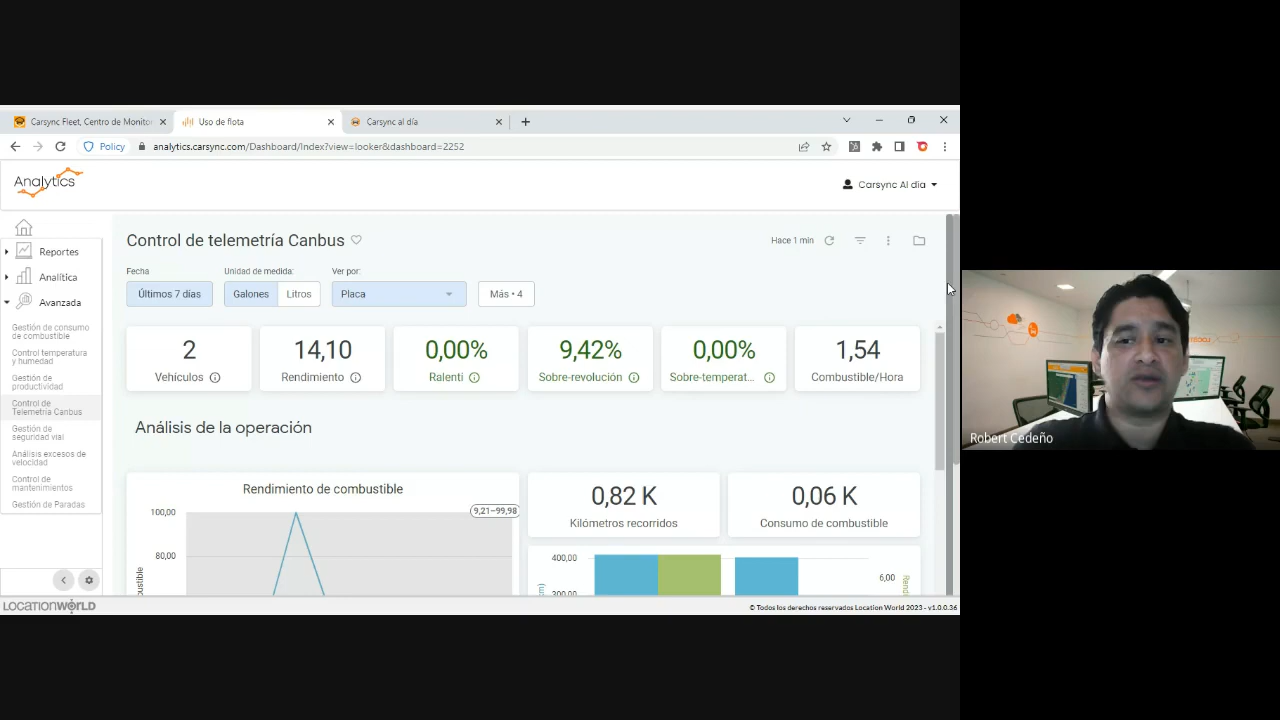 Carsync Fleet, Centro de Monitor
Uso de flota
Carsync al día
Policy
analytics.carsync.com/Dashboard/Index?view=looker&dashboard=2252
Analytics
Carsync Al día
Reportes
Analítica
Avanzada
Gestión de consumo
de combustible
Control temperatura
y humedad
Gestión de
productividad
Control de
Telemetría Canbus
Gestión de
seguridad vial
Análisis excesos de
velocidad
Control de
mantenimientos
Gestión de Paradas
Control de telemetría Canbus
Hace 1 min
Fecha
Unidad de medida:
Ver por:
Últimos 7 días
Galones
Litros
Placa
Más • 4
2
Vehículos
14,10
Rendimiento
0,00%
Ralenti
9,42%
Sobre-revolución
0,00%
Sobre-temperat...
1,54
Combustible/Hora
Análisis de la operación
Rendimiento de combustible
9,21–99,98
100,00
80,00
0,82 K
Kilómetros recorridos
0,06 K
Consumo de combustible
400,00
300,00
6,00
LOCATIONWORLD
© Todos los derechos reservados Location World 2023 - v1.0.0.36
Robert Cedeño